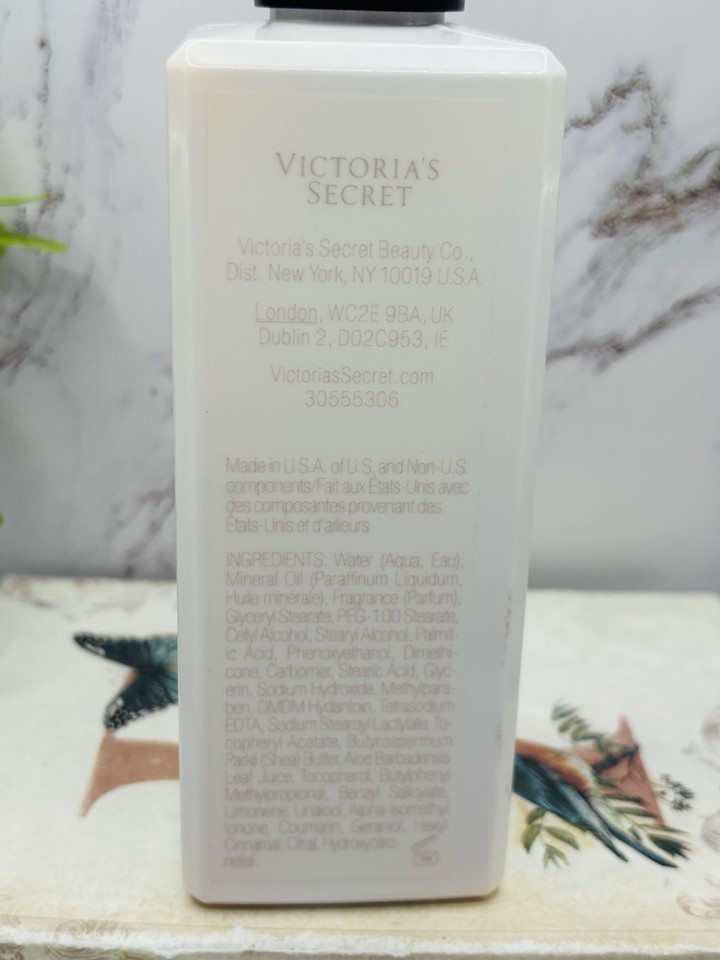 VICTORIA'S
SECRET
Victoria's Secret Beauty Co.,
Dist. New York, NY 10019 U.S.A.
London, WC2E 9BA, UK
Dublin 2, D02C953, IE
VictoriasSecret.com
30555306
Made in U.S.A. of U.S. and Non-U.S.
components/Fait aux États-Unis avec
des composantes provenant des
États-Unis et d'ailleurs
INGREDIENTS: Water (Aqua, Eau),
Mineral Oil (Paraffinum Liquidum,
Huile minérale), Fragrance (Parfum),
Glyceryl Stearate, PEG-100 Stearate,
Cetyl Alcohol, Stearyl Alcohol, Palmit-
ic Acid, Phenoxyethanol, Dimethi-
cone, Carbomer, Stearic Acid, Glyc-
erin, Sodium Hydroxide, Methylpara-
ben, DMDM Hydantoin, Tetrasodium
EDTA, Sodium Stearoyl Lactylate, To-
copheryl Acetate, Butyrospermum
Parkii (Shea) Butter, Aloe Barbadensis
Leaf Juice, Tocopherol, Butylphenyl
Methylpropional, Benzyl Salicylate,
Limonene, Linalool, Alpha-Isomethyl
Ionone, Coumarin, Geraniol, Hexyl
Cinnamal, Citral, Hydroxycitro-
nellal